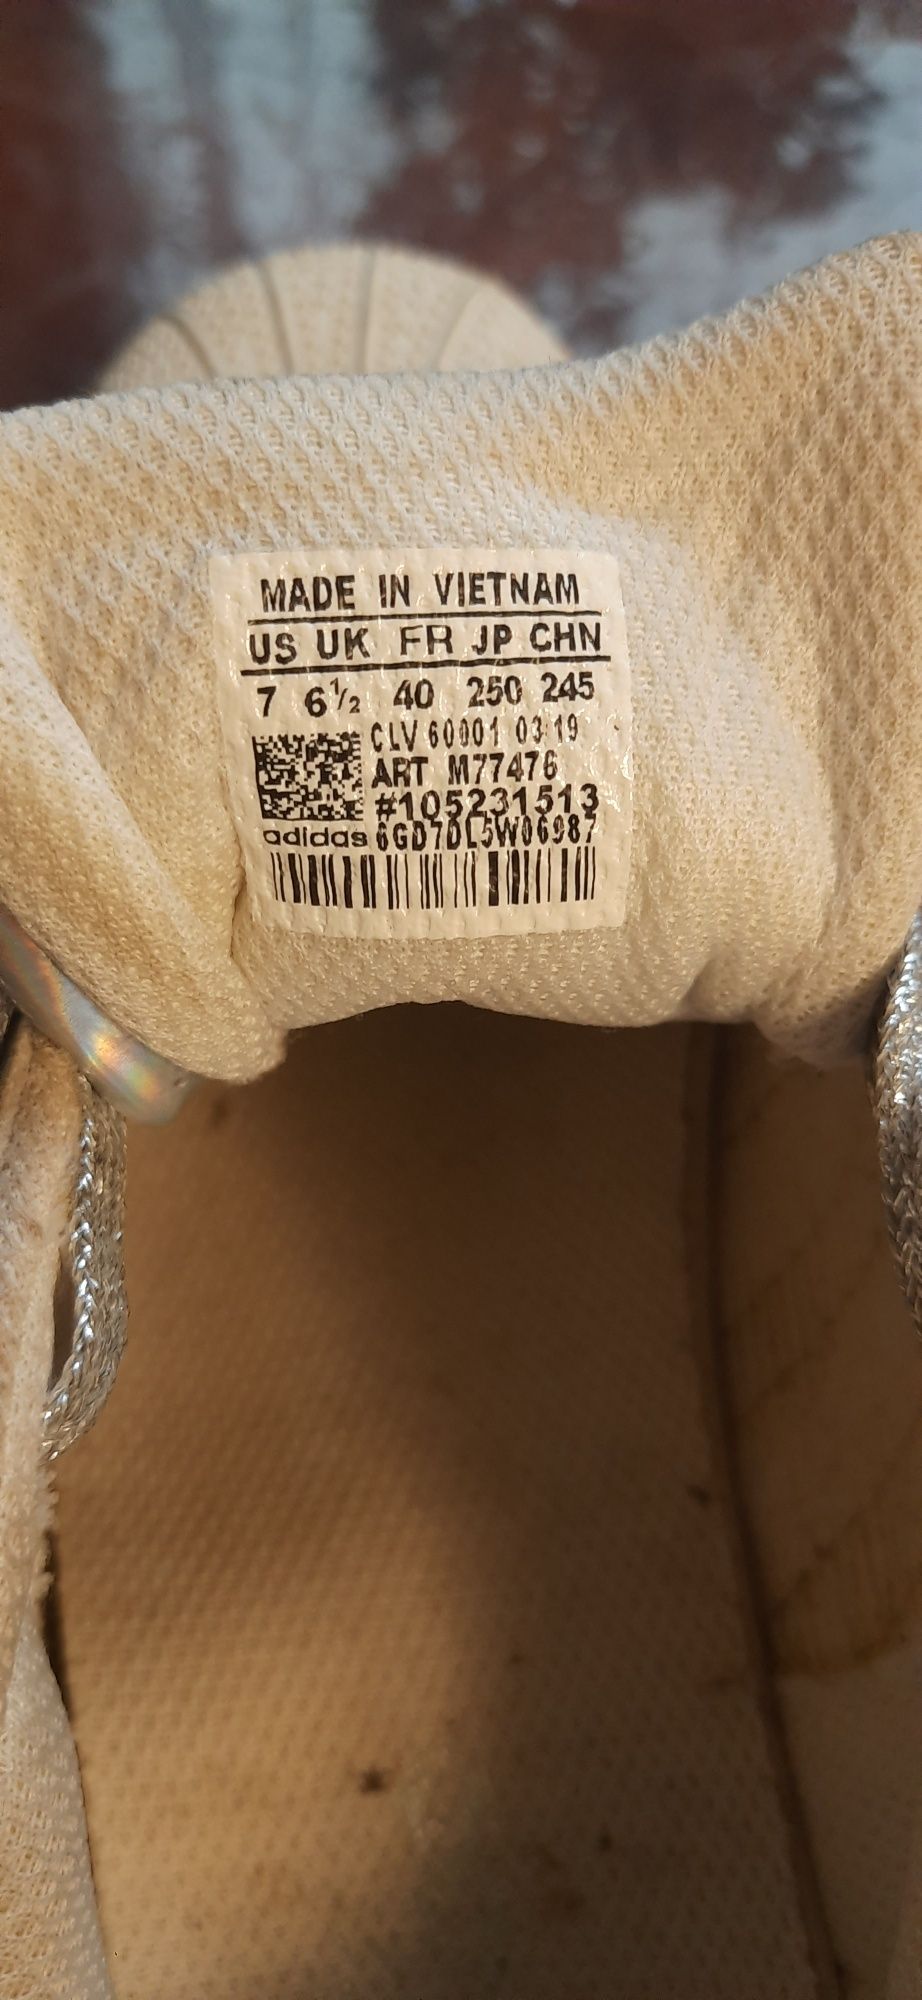 MADE IN VIETNAM
US UK FR JP CHN
7 6½ 40 250 245
CLV 60001 03 19
ART M77476
#105231513
adidas 6GD7DL5W06987